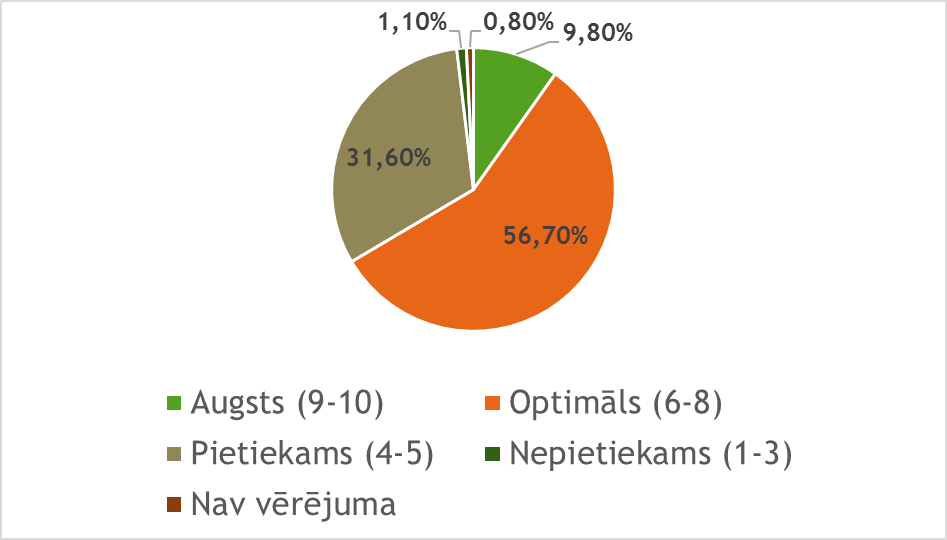 1,10%
0,80%
9,80%
31,60%
56,70%
Augsts (9-10)
Optimāls (6-8)
Pietiekams (4-5)
Nepietiekams (1-3)
Nav vērējuma